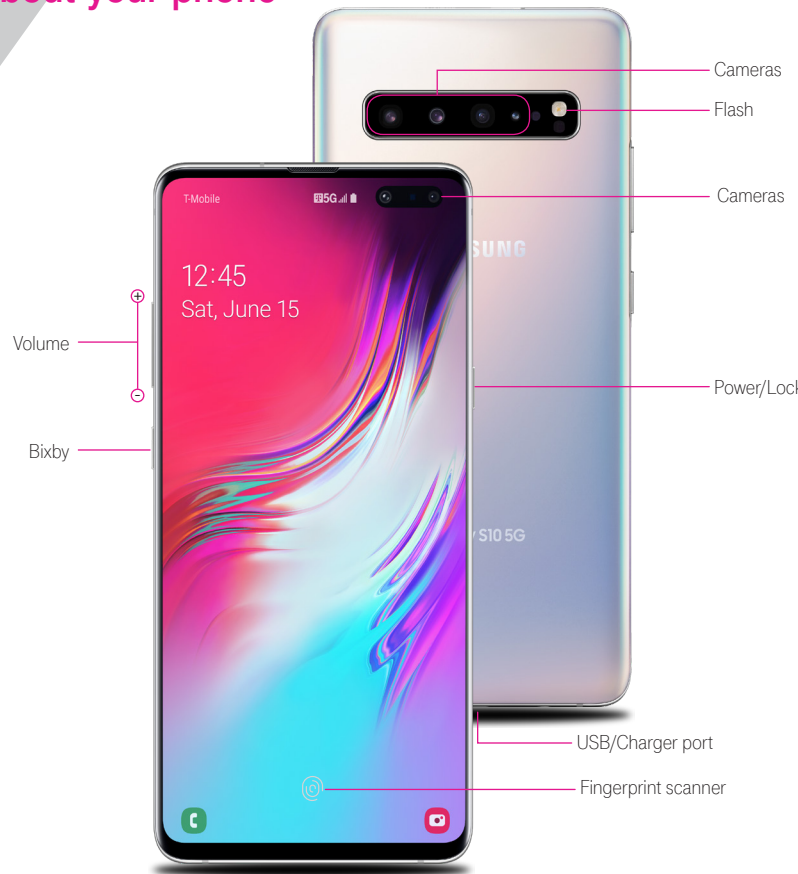 bout your phone
Cameras
Flash
Cameras
T-Mobile
5G
SUNG
12:45
Sat, June 15
+
Volume
-
Power/Lock
Bixby
S10 5G
USB/Charger port
Fingerprint scanner